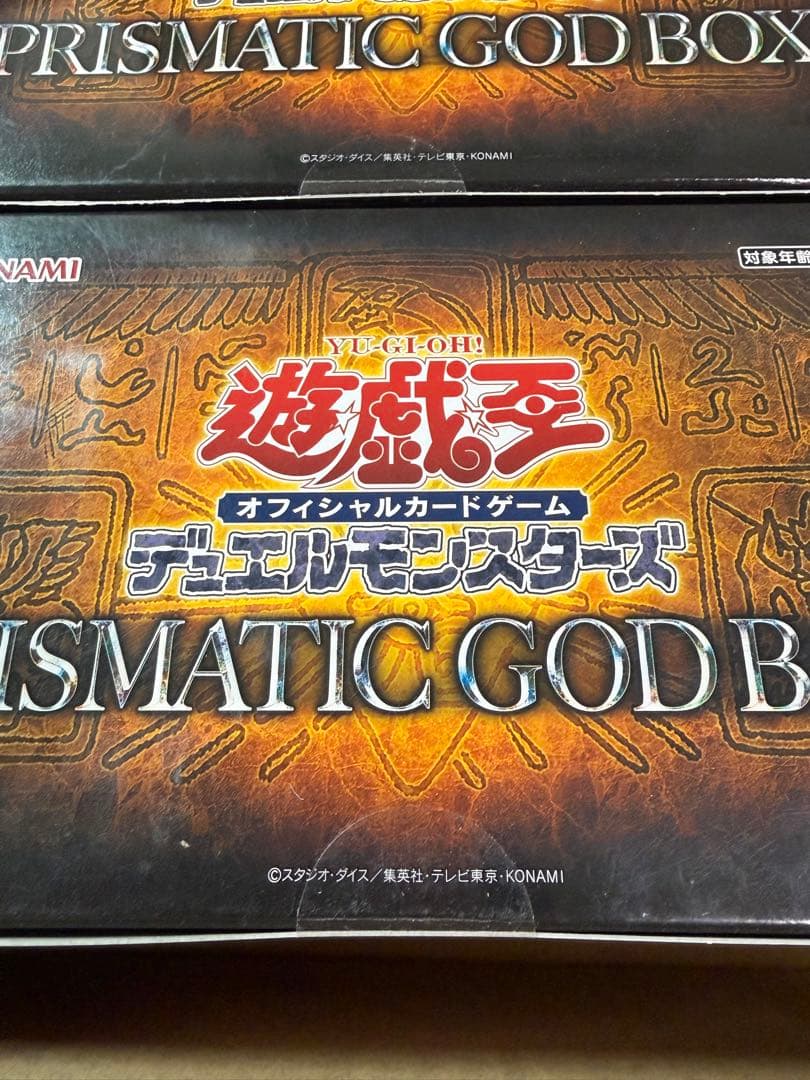 PRISMATIC GOD BOX
©スタジオ・ダイス／集英社・テレビ東京・KONAMI
NAMI
対象年齢
YU-GI-OH!
遊☆戯☆王
オフィシャルカードゲーム
デュエルモンスターズ
ISMATIC GOD B
©スタジオ・ダイス／集英社・テレビ東京・KONAMI